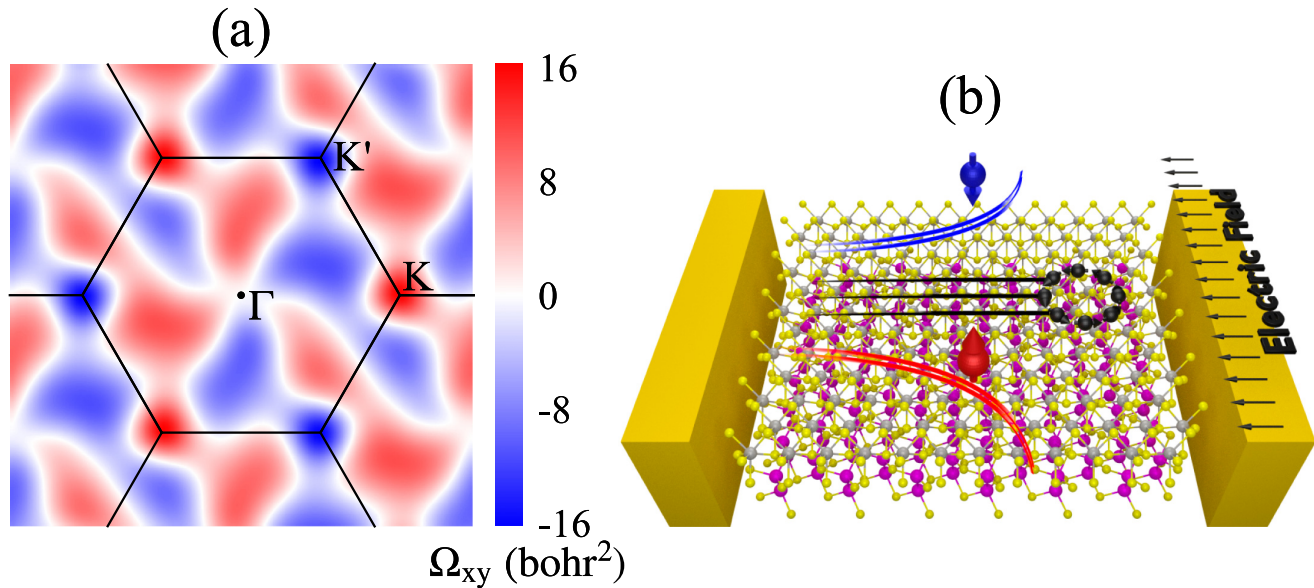 (a)
K'
K
Γ
16
8
0
-8
-16
Ωxy (bohr²)
(b)
Electric Field